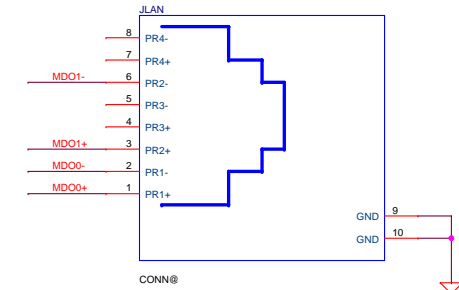 JLAN
8 PR4-
7 PR4+
MDO1- 6 PR2-
5 PR3-
4 PR3+
MDO1+ 3 PR2+
MDO0- 2 PR1-
MDO0+ 1 PR1+
GND 9
GND 10
CONN@